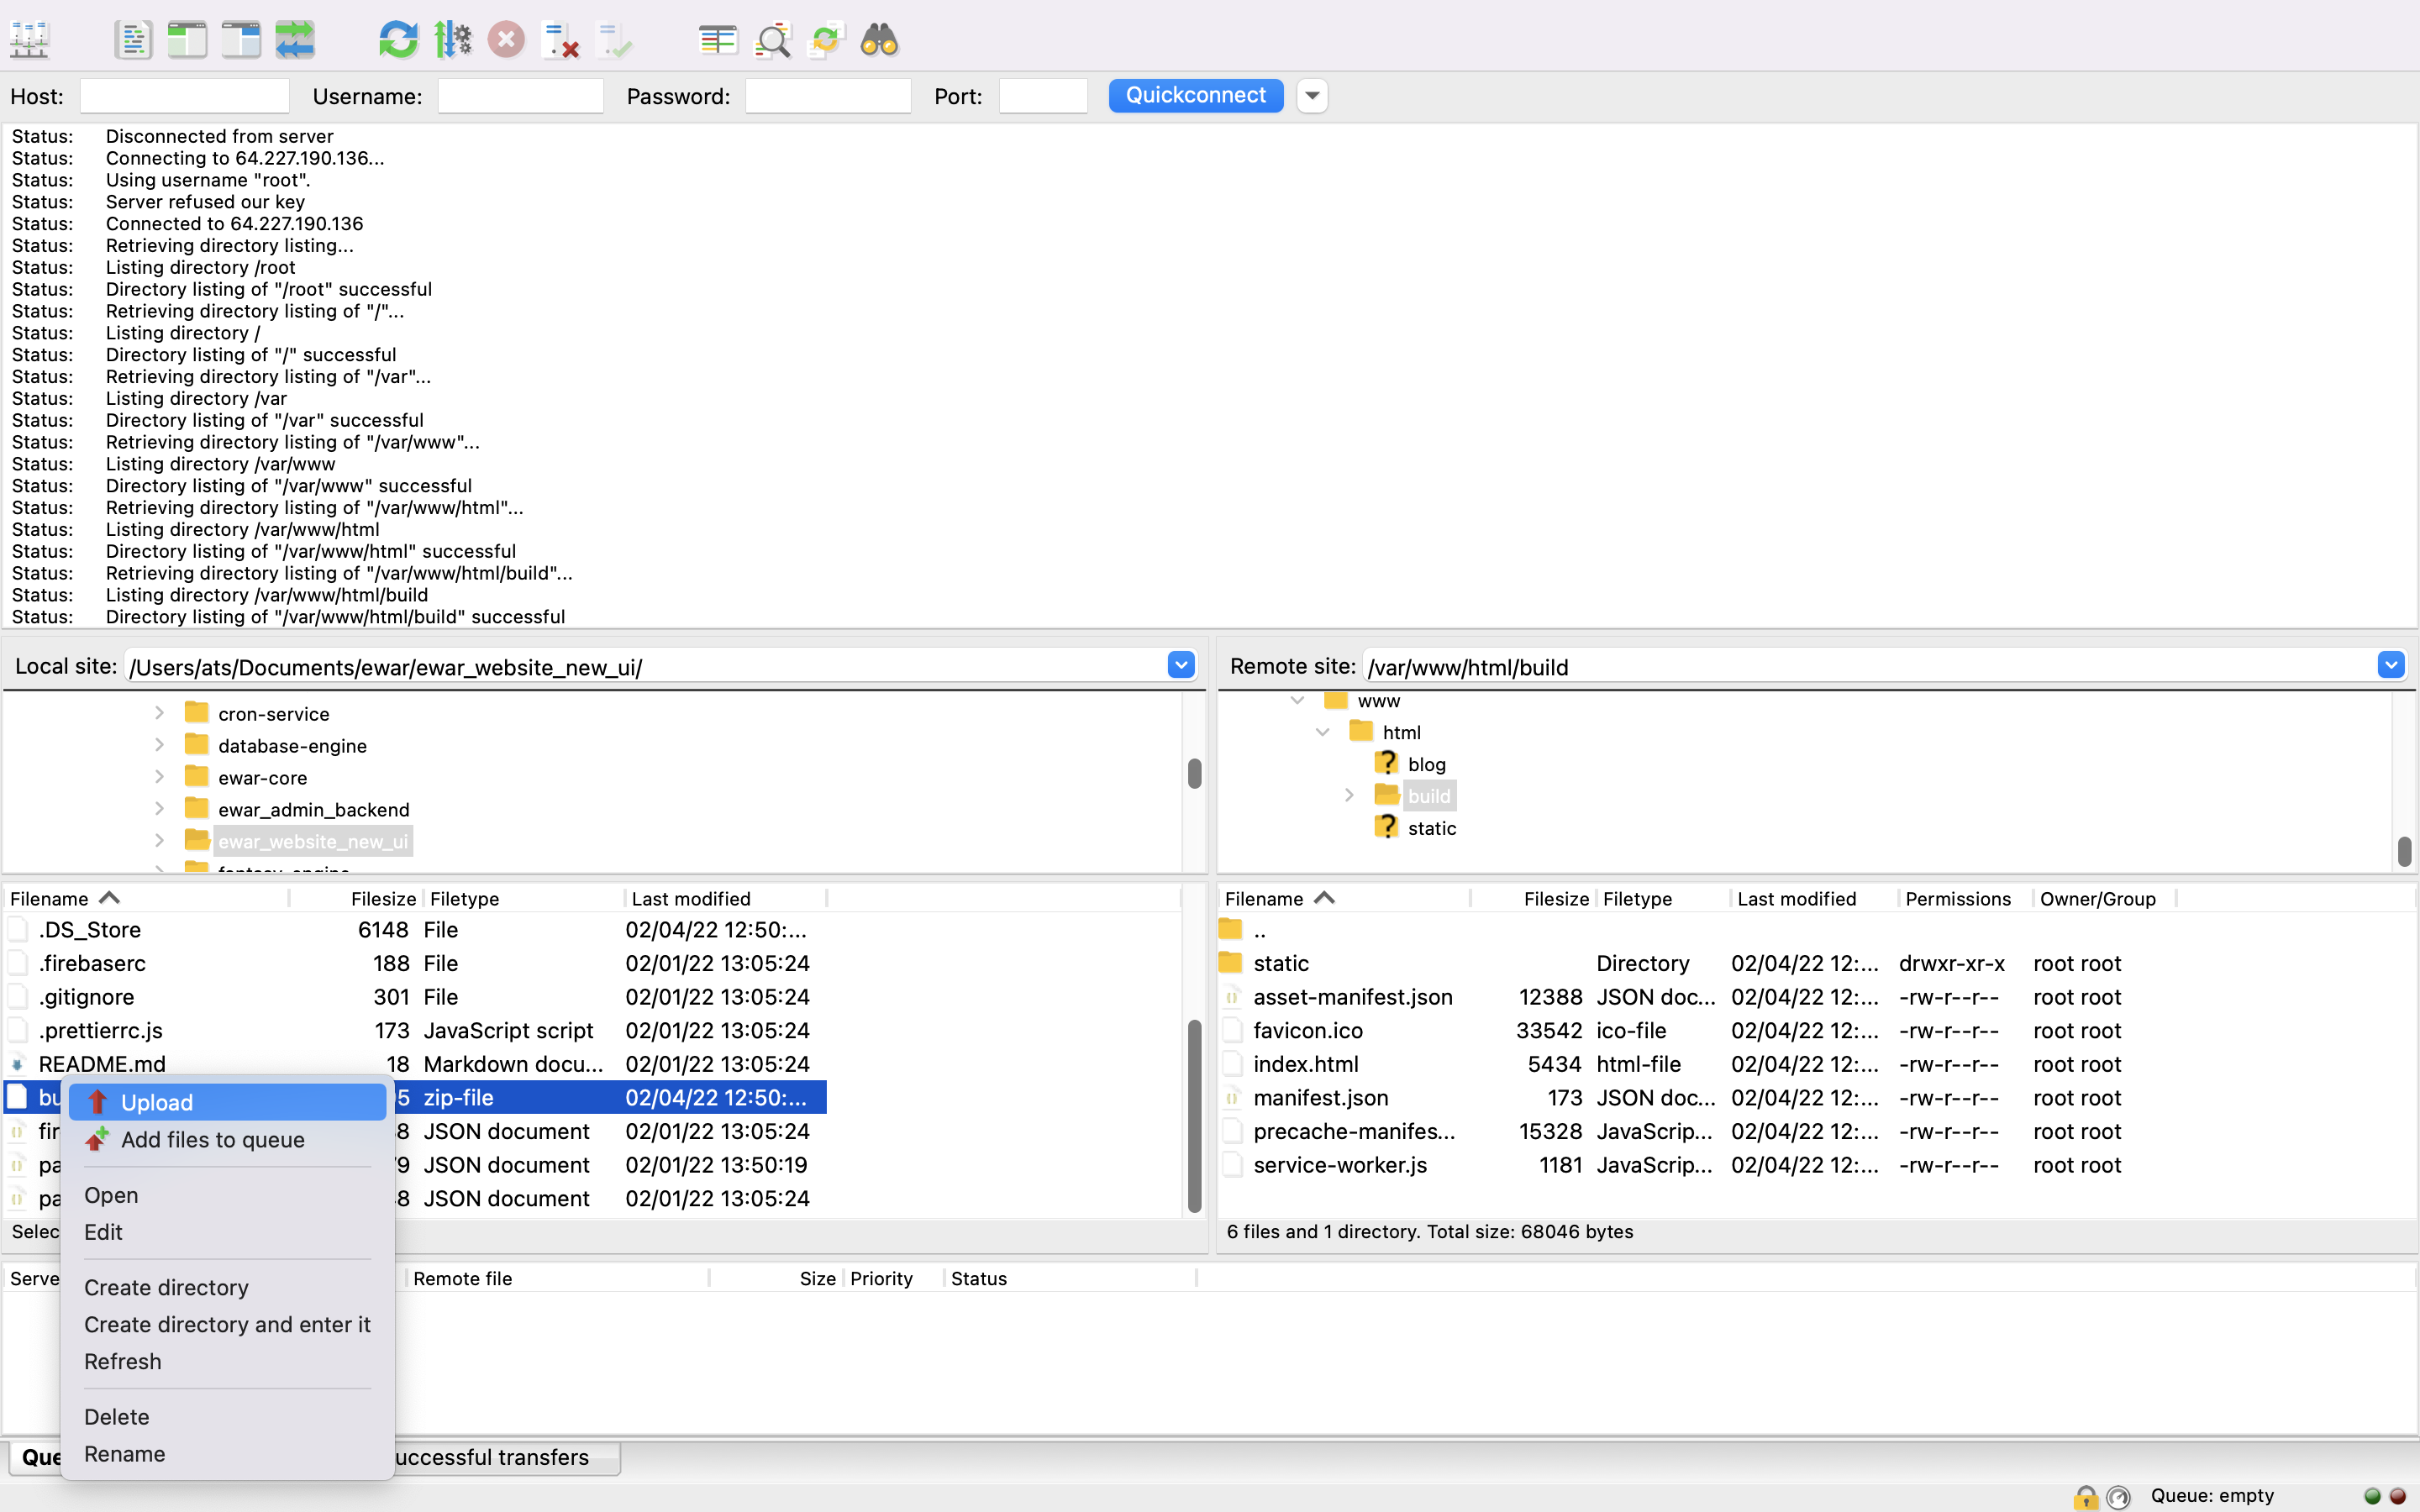 Host: Username: Password: Port: Quickconnect
Status: Disconnected from server
Status: Connecting to 64.227.190.136...
Status: Using username "root".
Status: Server refused our key
Status: Connected to 64.227.190.136
Status: Retrieving directory listing...
Status: Listing directory /root
Status: Directory listing of "/root" successful
Status: Retrieving directory listing of "/"...
Status: Listing directory /
Status: Directory listing of "/" successful
Status: Retrieving directory listing of "/var"...
Status: Listing directory /var
Status: Directory listing of "/var" successful
Status: Retrieving directory listing of "/var/www"...
Status: Listing directory /var/www
Status: Directory listing of "/var/www" successful
Status: Retrieving directory listing of "/var/www/html"...
Status: Listing directory /var/www/html
Status: Directory listing of "/var/www/html" successful
Status: Retrieving directory listing of "/var/www/html/build"...
Status: Listing directory /var/www/html/build
Status: Directory listing of "/var/www/html/build" successful
Local site: /Users/ats/Documents/ewar/ewar_website_new_ui/
cron-service
database-engine
ewar-core
ewar_admin_backend
ewar_website_new_ui
Filename Filesize Filetype Last modified
.DS_Store 6148 File 02/04/22 12:50:...
.firebaserc 188 File 02/01/22 13:05:24
.gitignore 301 File 02/01/22 13:05:24
.prettierrc.js 173 JavaScript script 02/01/22 13:05:24
README.md 18 Markdown docu... 02/01/22 13:05:24
bu 5 zip-file 02/04/22 12:50:...
fir 8 JSON document 02/01/22 13:05:24
pa 9 JSON document 02/01/22 13:50:19
pa 8 JSON document 02/01/22 13:05:24
Selec
Upload
Add files to queue
Open
Edit
Create directory
Create directory and enter it
Refresh
Delete
Rename
Remote site: /var/www/html/build
www
html
blog
build
static
Filename Filesize Filetype Last modified Permissions Owner/Group
..
static Directory 02/04/22 12:... drwxr-xr-x root root
asset-manifest.json 12388 JSON doc... 02/04/22 12:... -rw-r--r-- root root
favicon.ico 33542 ico-file 02/04/22 12:... -rw-r--r-- root root
index.html 5434 html-file 02/04/22 12:... -rw-r--r-- root root
manifest.json 173 JSON doc... 02/04/22 12:... -rw-r--r-- root root
precache-manifes... 15328 JavaScrip... 02/04/22 12:... -rw-r--r-- root root
service-worker.js 1181 JavaScrip... 02/04/22 12:... -rw-r--r-- root root
6 files and 1 directory. Total size: 68046 bytes
Serve Remote file Size Priority Status
Que uccessful transfers
Queue: empty